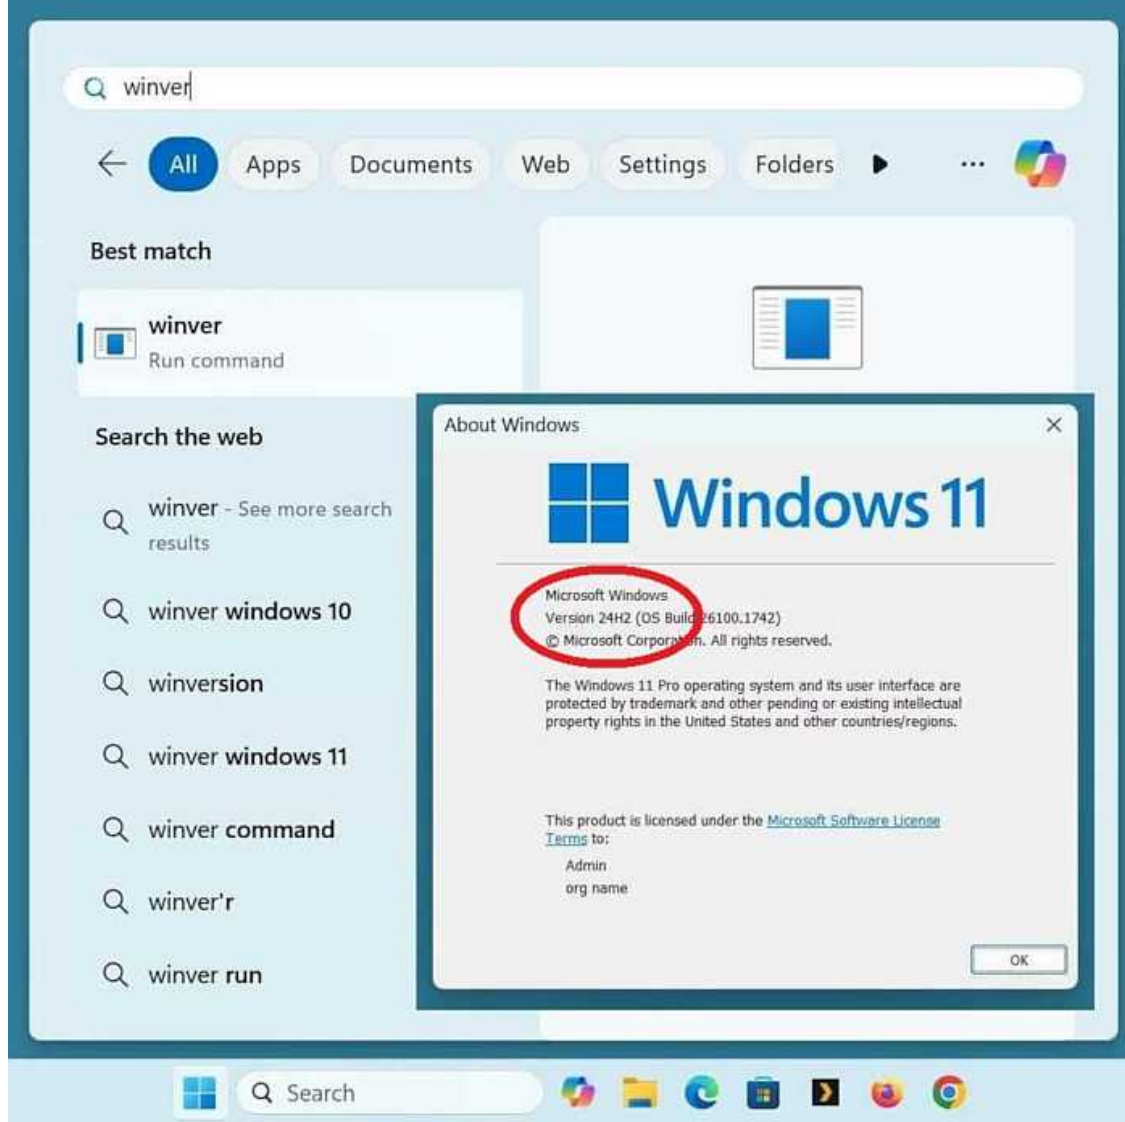 winver
All Apps Documents Web Settings Folders
Best match
winver
Run command
Search the web
winver - See more search
results
winver windows 10
winversion
winver windows 11
winver command
winver'r
winver run
About Windows
Windows 11
Microsoft Windows
Version 24H2 (OS Build 26100.1742)
© Microsoft Corporation. All rights reserved.
The Windows 11 Pro operating system and its user interface are
protected by trademark and other pending or existing intellectual
property rights in the United States and other countries/regions.
This product is licensed under the Microsoft Software License
Terms to:
Admin
org name
OK
Search